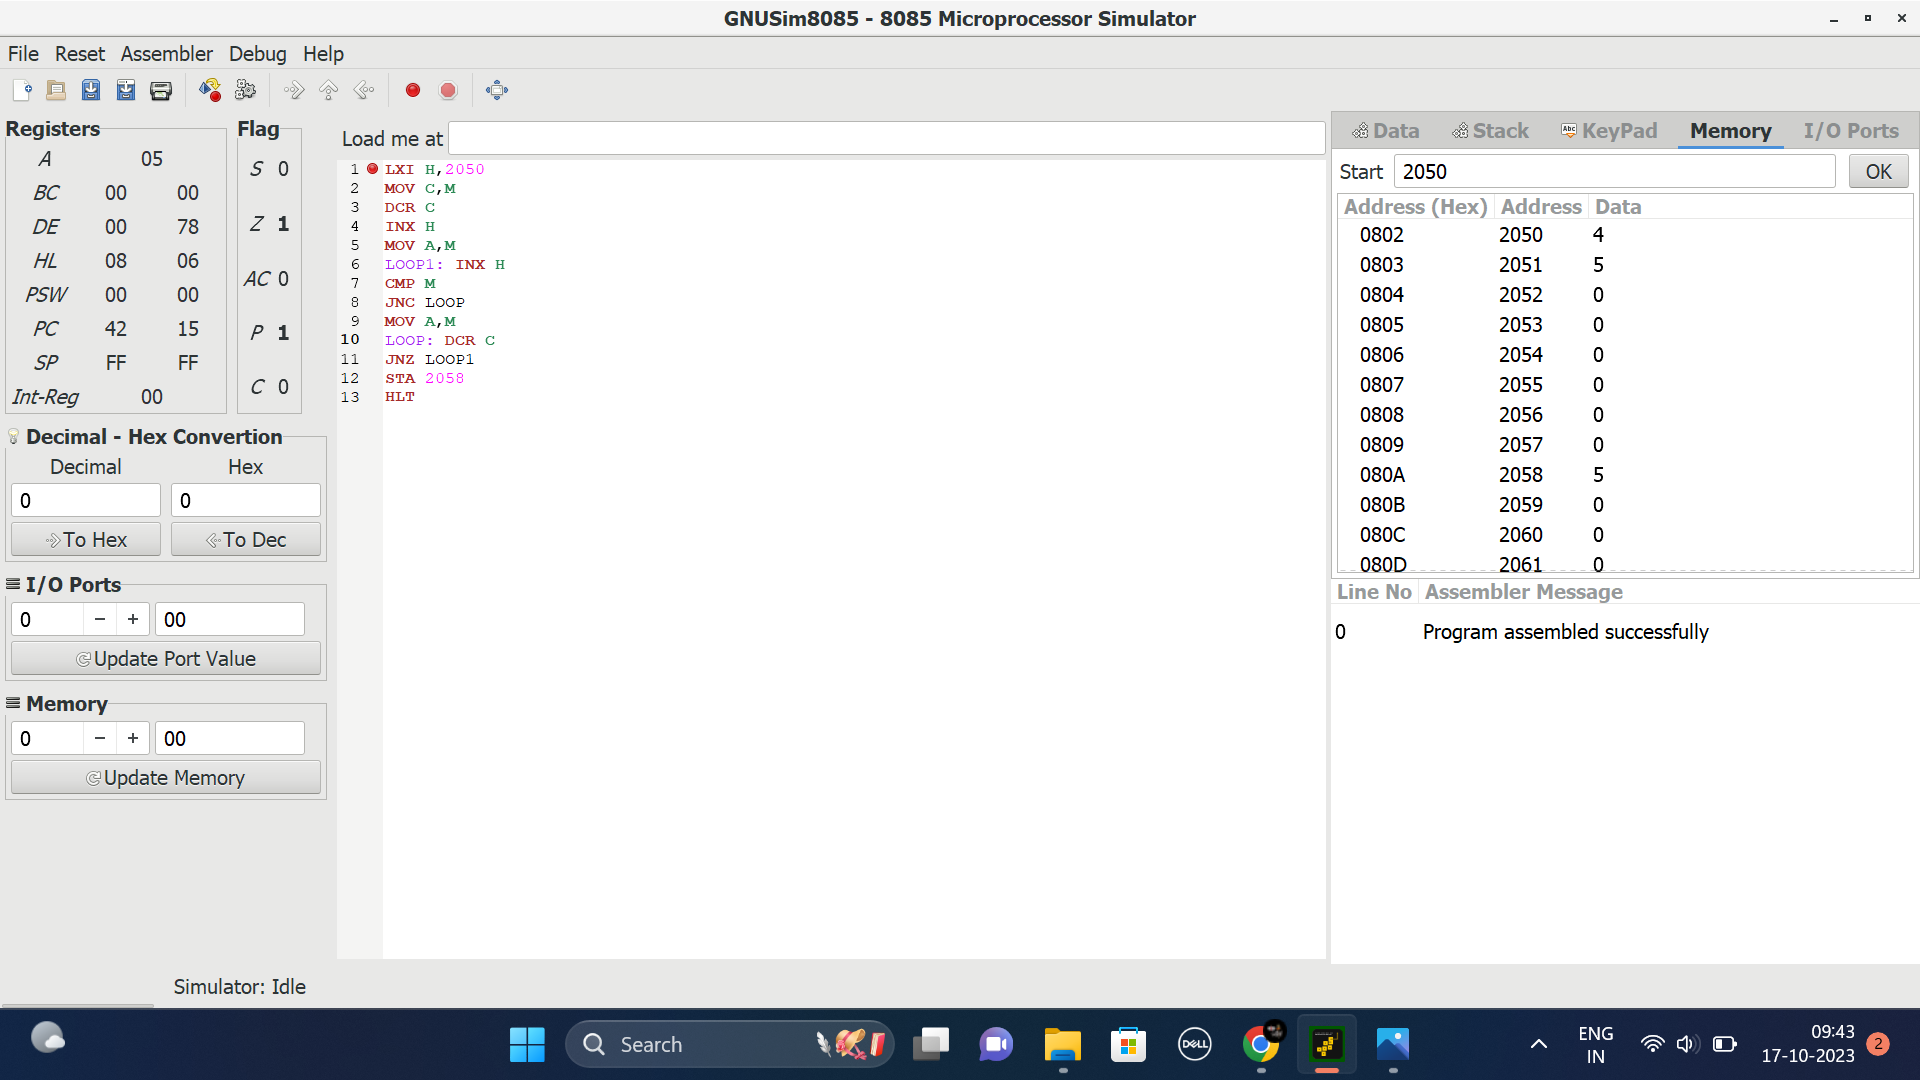 GNUSim8085 - 8085 Microprocessor Simulator
File Reset Assembler Debug Help
Registers
A 05
BC 00 00
DE 00 78
HL 08 06
PSW 00 00
PC 42 15
SP FF FF
Int-Reg 00
Flag
S 0
Z 1
AC 0
P 1
C 0
Decimal - Hex Convertion
Decimal Hex
0 0
To Hex To Dec
I/O Ports
0 − + 00
Update Port Value
Memory
0 − + 00
Update Memory
Simulator: Idle
Load me at
1 LXI H,2050
2 MOV C,M
3 DCR C
4 INX H
5 MOV A,M
6 LOOP1: INX H
7 CMP M
8 JNC LOOP
9 MOV A,M
10 LOOP: DCR C
11 JNZ LOOP1
12 STA 2058
13 HLT
Data Stack Abc KeyPad Memory I/O Ports
Start 2050 OK
Address (Hex) Address Data
0802 2050 4
0803 2051 5
0804 2052 0
0805 2053 0
0806 2054 0
0807 2055 0
0808 2056 0
0809 2057 0
080A 2058 5
080B 2059 0
080C 2060 0
080D 2061 0
Line No Assembler Message
0 Program assembled successfully
Search
DELL
ENG
IN
09:43
17-10-2023
2